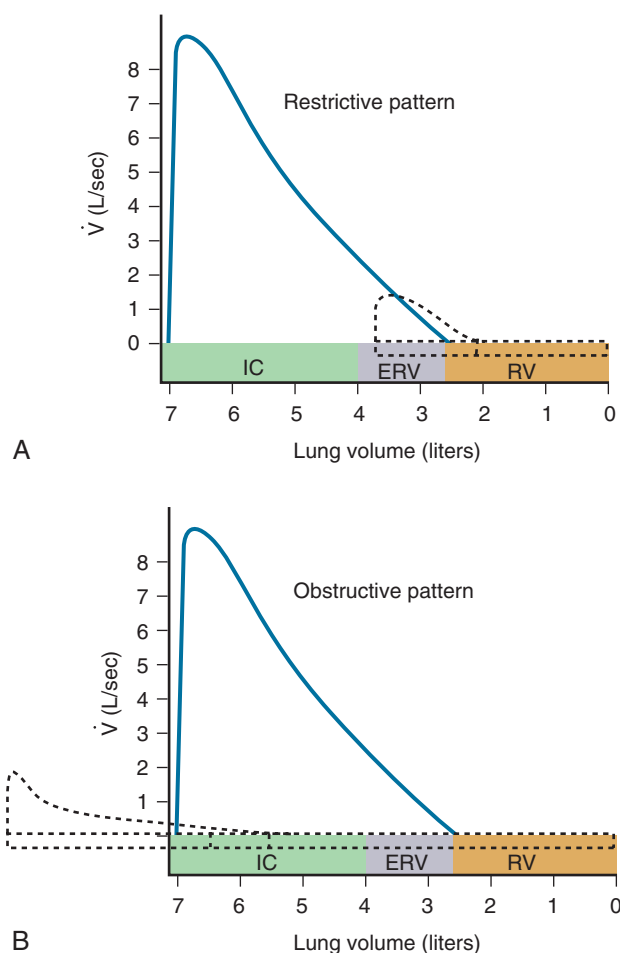 8
7
6
5
4
3
2
1
0
V̇ (L/sec)
Restrictive pattern
IC ERV RV
7 6 5 4 3 2 1 0
Lung volume (liters)
A
8
7
6
5
4
3
2
1
V̇ (L/sec)
Obstructive pattern
IC ERV RV
7 6 5 4 3 2 1 0
Lung volume (liters)
B